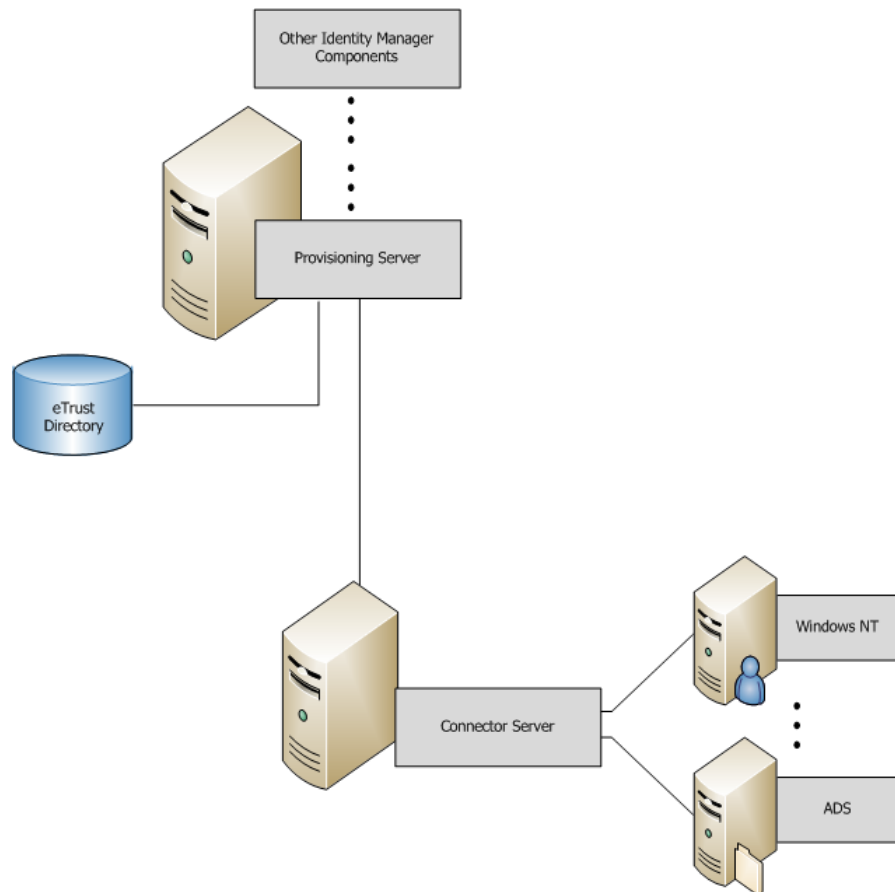 Other Identity Manager
Components
Provisioning Server
eTrust
Directory
Windows NT
Connector Server
ADS